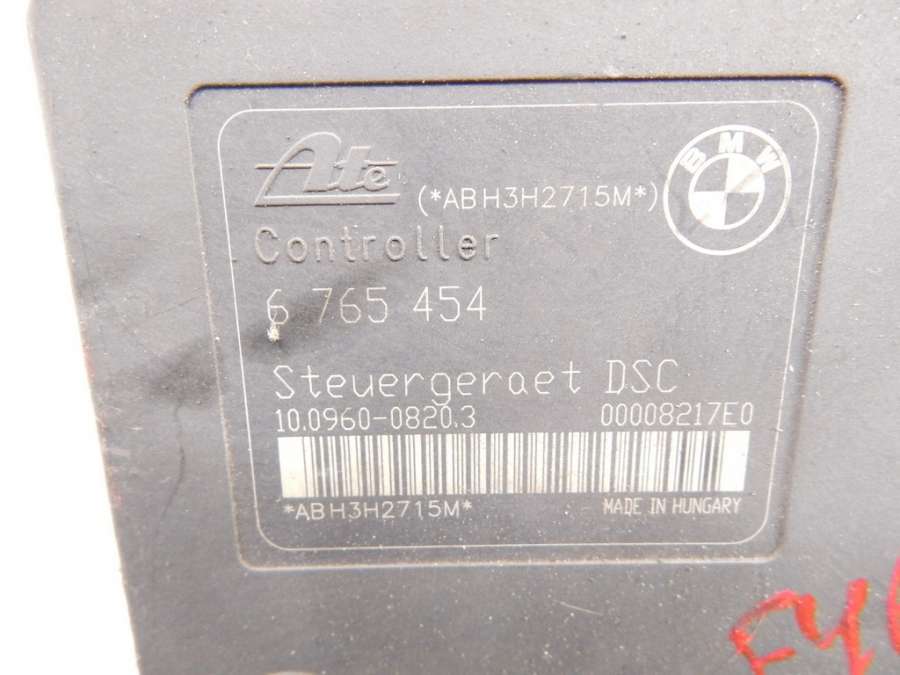 Ate
(*ABH3H2715M*)
BMW
Controller
6 765 454
Steuergeraet DSC
10.0960-0820.3 00008217E0
*ABH3H2715M*
MADE IN HUNGARY